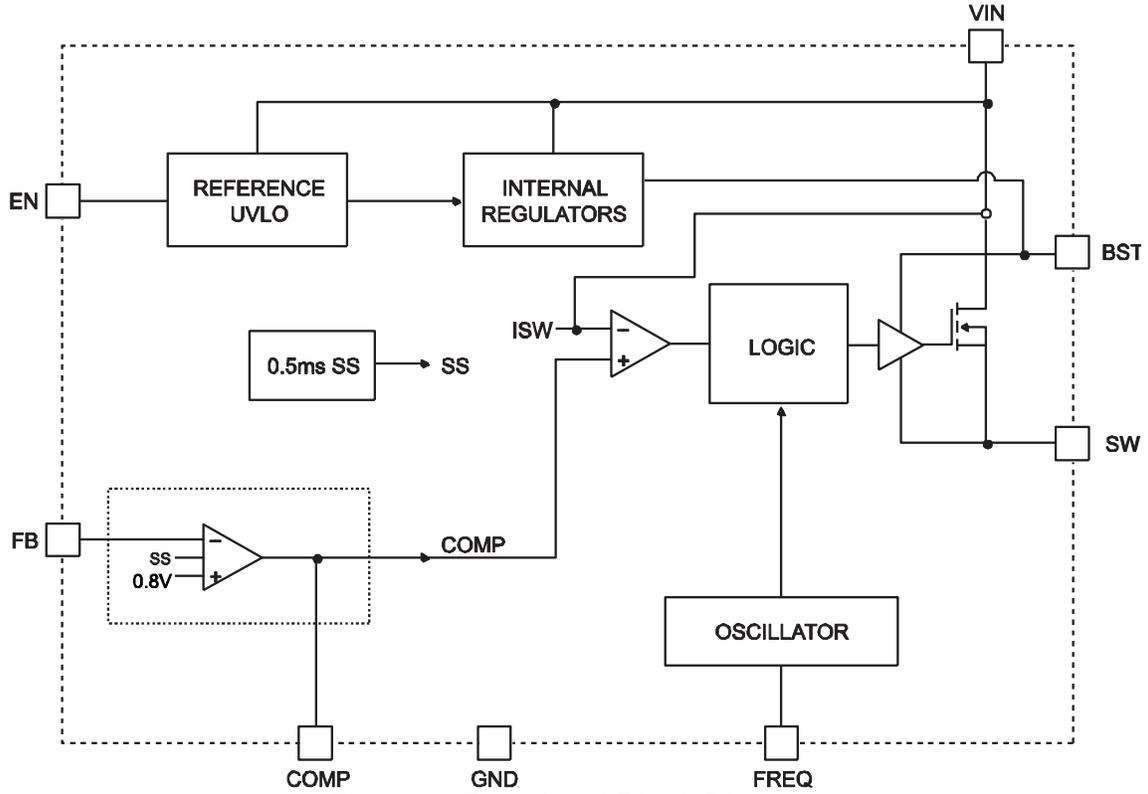 VIN
EN
REFERENCE
UVLO
INTERNAL
REGULATORS
BST
ISW
−
+
LOGIC
0.5ms SS
SS
SW
FB
−
SS
0.8V
+
COMP
OSCILLATOR
COMP
GND
FREQ